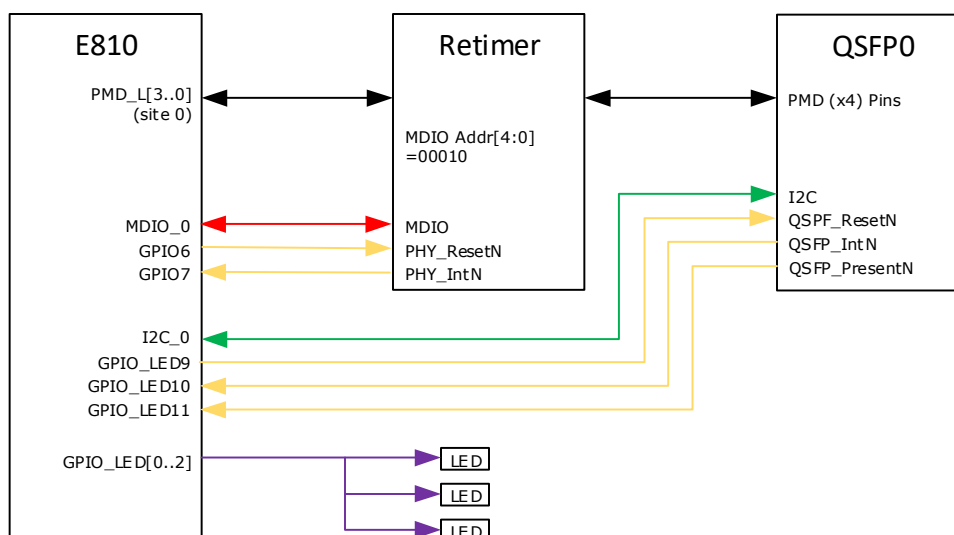 E810
PMD_L[3..0]
(site 0)
MDIO_0
GPIO6
GPIO7
I2C_0
GPIO_LED9
GPIO_LED10
GPIO_LED11
GPIO_LED[0..2]
Retimer
MDIO Addr[4:0]
=00010
MDIO
PHY_ResetN
PHY_IntN
QSFP0
PMD (x4) Pins
I2C
QSPF_ResetN
QSFP_IntN
QSFP_PresentN
LED
LED
LED